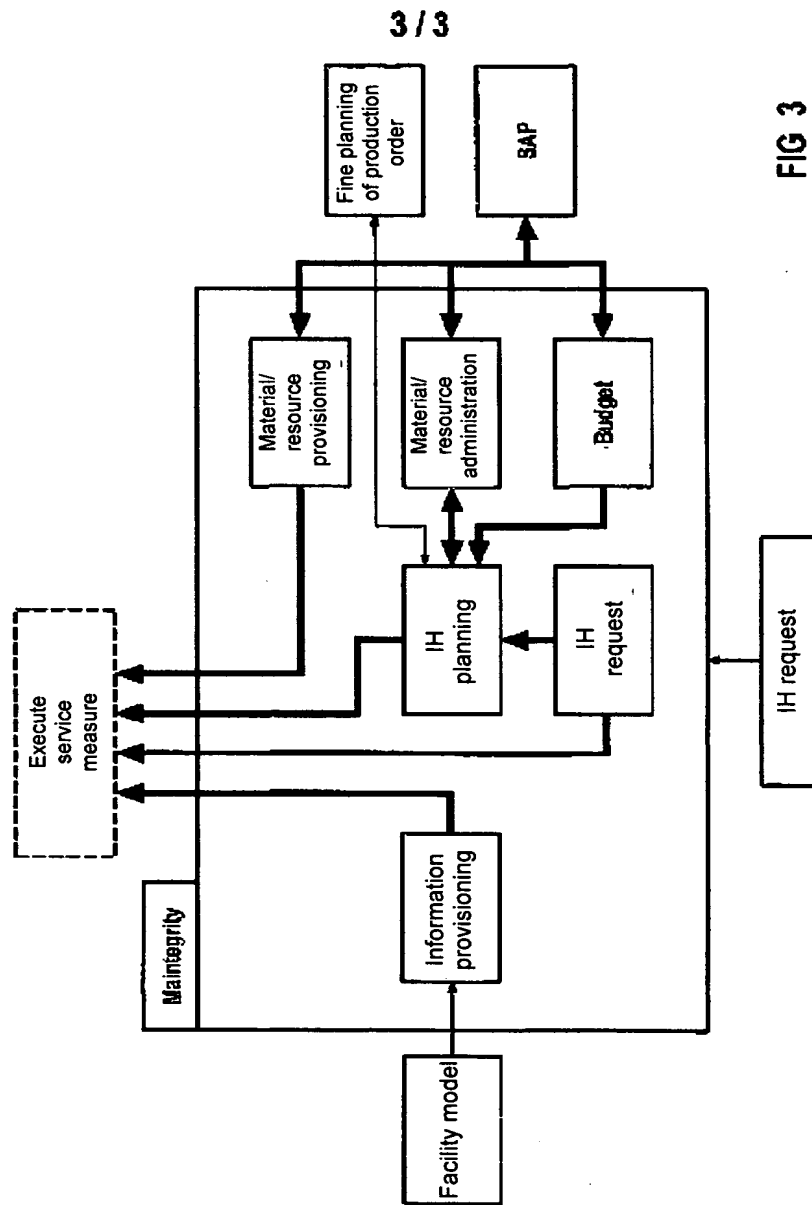 3 / 3
Execute
service
measure
Maintegrity
Facility model
Information
provisioning
IH
planning
IH
request
Material/
resource
provisioning
Material/
resource
administration
Budget
Fine planning
of production
order
SAP
IH request
FIG 3